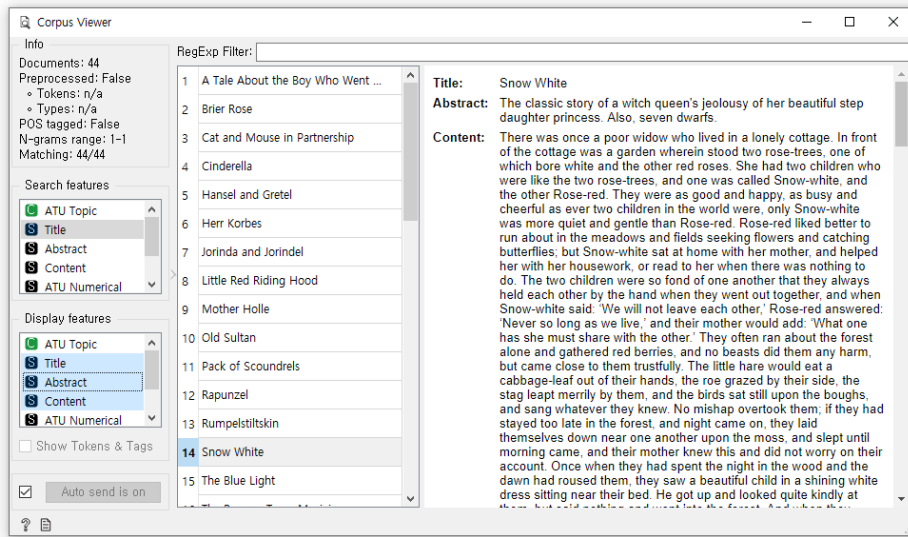 Corpus Viewer
Info
Documents: 44
Preprocessed: False
◦ Tokens: n/a
◦ Types: n/a
POS tagged: False
N-grams range: 1-1
Matching: 44/44
Search features
C ATU Topic
S Title
S Abstract
S Content
S ATU Numerical
Display features
C ATU Topic
S Title
S Abstract
S Content
S ATU Numerical
Show Tokens & Tags
Auto send is on
RegExp Filter:
1 A Tale About the Boy Who Went ...
2 Brier Rose
3 Cat and Mouse in Partnership
4 Cinderella
5 Hansel and Gretel
6 Herr Korbes
7 Jorinda and Jorindel
8 Little Red Riding Hood
9 Mother Holle
10 Old Sultan
11 Pack of Scoundrels
12 Rapunzel
13 Rumpelstiltskin
14 Snow White
15 The Blue Light
Title: Snow White
Abstract: The classic story of a witch queen's jeolousy of her beautiful step
daughter princess. Also, seven dwarfs.
Content: There was once a poor widow who lived in a lonely cottage. In front
of the cottage was a garden wherein stood two rose-trees, one of
which bore white and the other red roses. She had two children who
were like the two rose-trees, and one was called Snow-white, and
the other Rose-red. They were as good and happy, as busy and
cheerful as ever two children in the world were, only Snow-white
was more quiet and gentle than Rose-red. Rose-red liked better to
run about in the meadows and fields seeking flowers and catching
butterflies; but Snow-white sat at home with her mother, and helped
her with her housework, or read to her when there was nothing to
do. The two children were so fond of one another that they always
held each other by the hand when they went out together, and when
Snow-white said: 'We will not leave each other,' Rose-red answered:
'Never so long as we live,' and their mother would add: 'What one
has she must share with the other.' They often ran about the forest
alone and gathered red berries, and no beasts did them any harm,
but came close to them trustfully. The little hare would eat a
cabbage-leaf out of their hands, the roe grazed by their side, the
stag leapt merrily by them, and the birds sat still upon the boughs,
and sang whatever they knew. No mishap overtook them; if they had
stayed too late in the forest, and night came on, they laid
themselves down near one another upon the moss, and slept until
morning came, and their mother knew this and did not worry on their
account. Once when they had spent the night in the wood and the
dawn had roused them, they saw a beautiful child in a shining white
dress sitting near their bed. He got up and looked quite kindly at